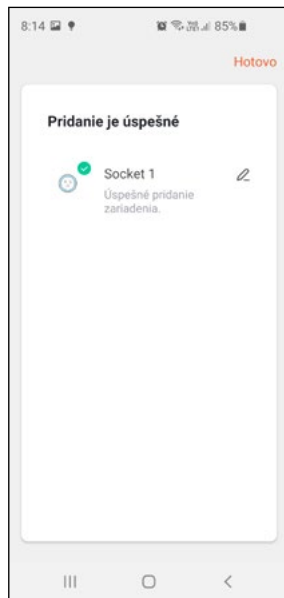 8:14 85%
Hotovo
Pridanie je úspešné
Socket 1
Úspešné pridanie
zariadenia.